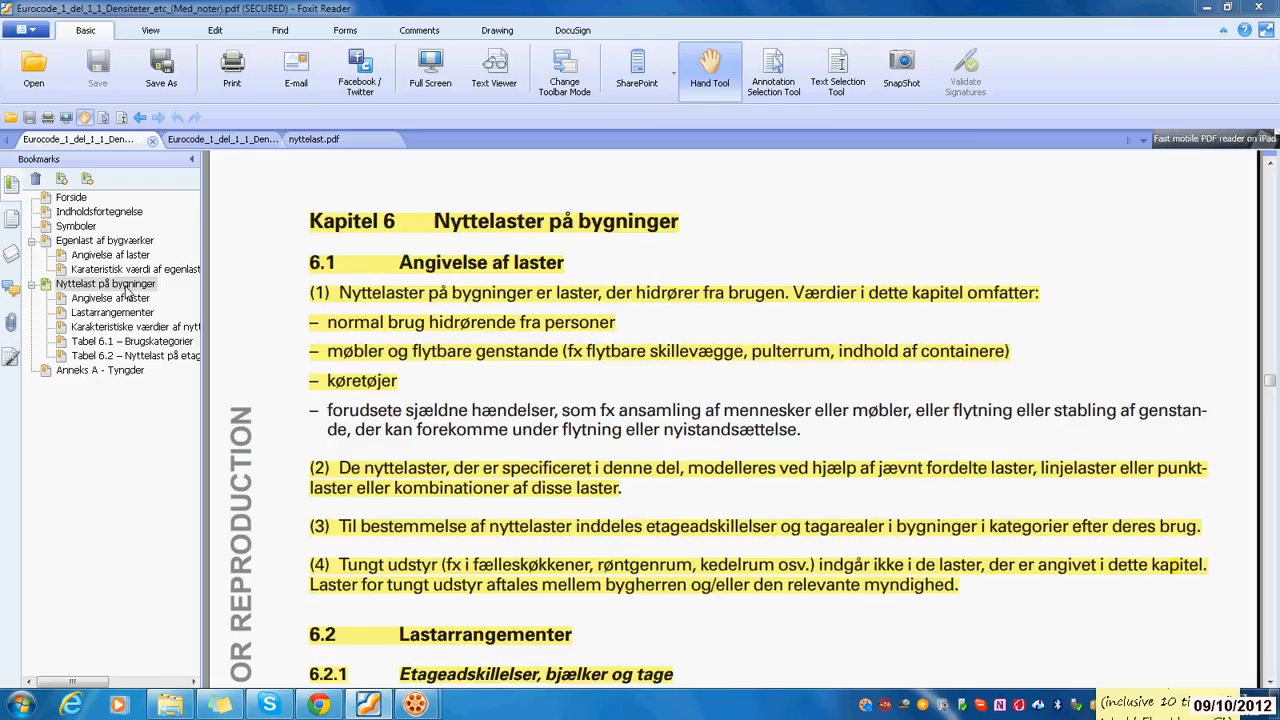 Eurocode_1_del_1_1_Densiteter_etc_(Med_noter).pdf (SECURED) - Foxit Reader
Basic View Edit Find Forms Comments Drawing DocuSign
Open Save Save As Print E-mail Facebook / Twitter Full Screen Text Viewer Change Toolbar Mode SharePoint Hand Tool Annotation Selection Tool Text Selection Tool SnapShot Validate Signatures
Eurocode_1_del_1_1_Den... Eurocode_1_del_1_1_Den... nyttelast.pdf Fast mobile PDF reader on iPad
Bookmarks
Forside
Indholdsfortegnelse
Symboler
Egenlast af bygværker
Angivelse af laster
Karateristisk værdi af egenlast
Nyttelast på bygninger
Angivelse af laster
Lastarrangementer
Karakteristiske værdier af nytt
Tabel 6.1 – Brugskategorier
Tabel 6.2 – Nyttelast på etag
Anneks A - Tyngder
OR REPRODUCTION
Kapitel 6 Nyttelaster på bygninger
6.1 Angivelse af laster
(1) Nyttelaster på bygninger er laster, der hidrører fra brugen. Værdier i dette kapitel omfatter:
– normal brug hidrørende fra personer
– møbler og flytbare genstande (fx flytbare skillevægge, pulterrum, indhold af containere)
– køretøjer
– forudsete sjældne hændelser, som fx ansamling af mennesker eller møbler, eller flytning eller stabling af genstan-
de, der kan forekomme under flytning eller nyistandsættelse.
(2) De nyttelaster, der er specificeret i denne del, modelleres ved hjælp af jævnt fordelte laster, linjelaster eller punkt-
laster eller kombinationer af disse laster.
(3) Til bestemmelse af nyttelaster inddeles etageadskillelser og tagarealer i bygninger i kategorier efter deres brug.
(4) Tungt udstyr (fx i fælleskøkkener, røntgenrum, kedelrum osv.) indgår ikke i de laster, der er angivet i dette kapitel.
Laster for tungt udstyr aftales mellem bygherren og/eller den relevante myndighed.
6.2 Lastarrangementer
6.2.1 Etageadskillelser, bjælker og tage
(inclusive 10 ti
09/10/2012